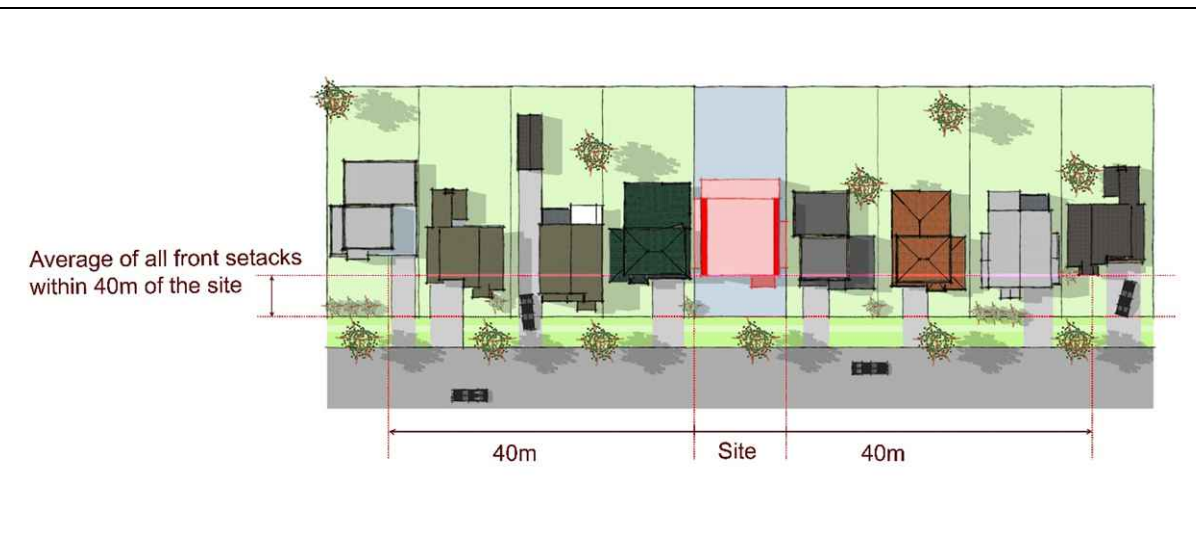 Average of all front setacks
within 40m of the site
40m
Site
40m